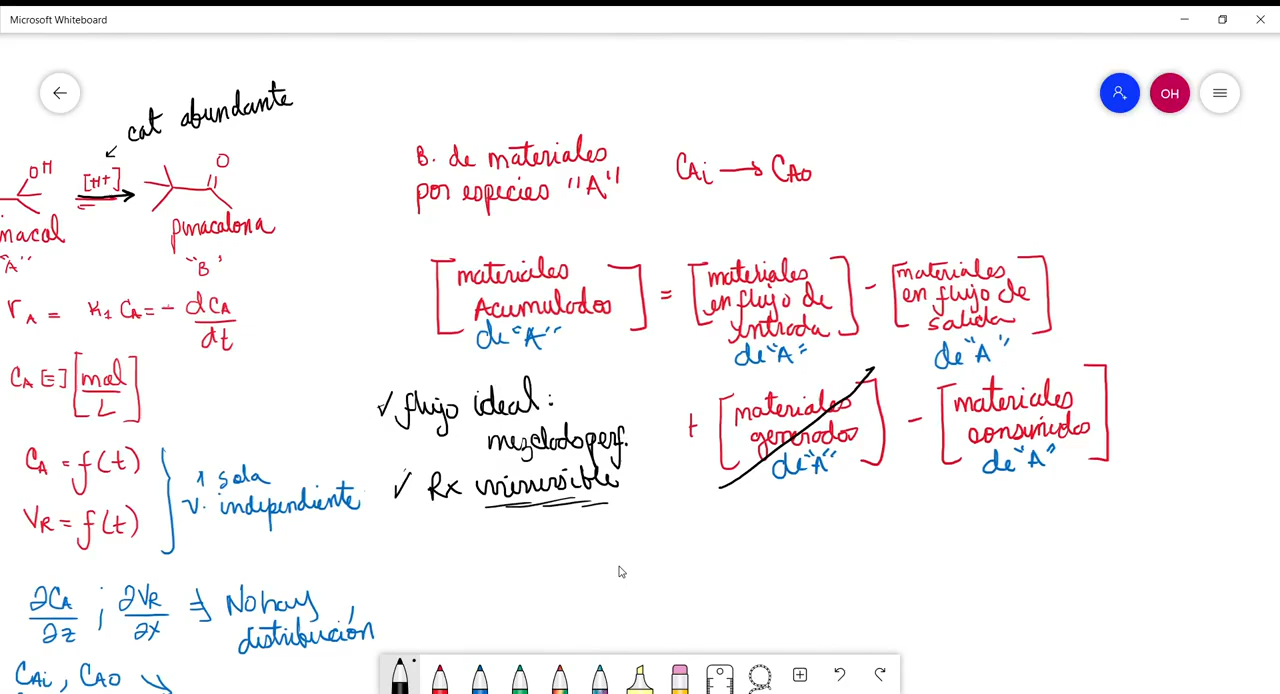 Microsoft Whiteboard
OH
cat abundante
OH
[H+]
O
nacol
pinacolona
"A"
"B"
r_A = k1 CA = - dCA/dt
CA [≡] [mol/L]
CA = f(t)
VR = f(t)
1 sola
v. independiente
∂CA/∂z ; ∂VR/∂x ⇒ No hay
distribución
CAi, CAO
B. de materiales
por especies "A"
CAi → CAO
[materiales
Acumulados]
de "A"
= [materiales
en flujo de
entrada]
de "A"
- [materiales
en flujo de
salida]
de "A"
+ [materiales
generados]
de "A"
- [materiales
consumidos]
de "A"
✓ flujo ideal:
mezclado perf.
✓ Rx irreversible